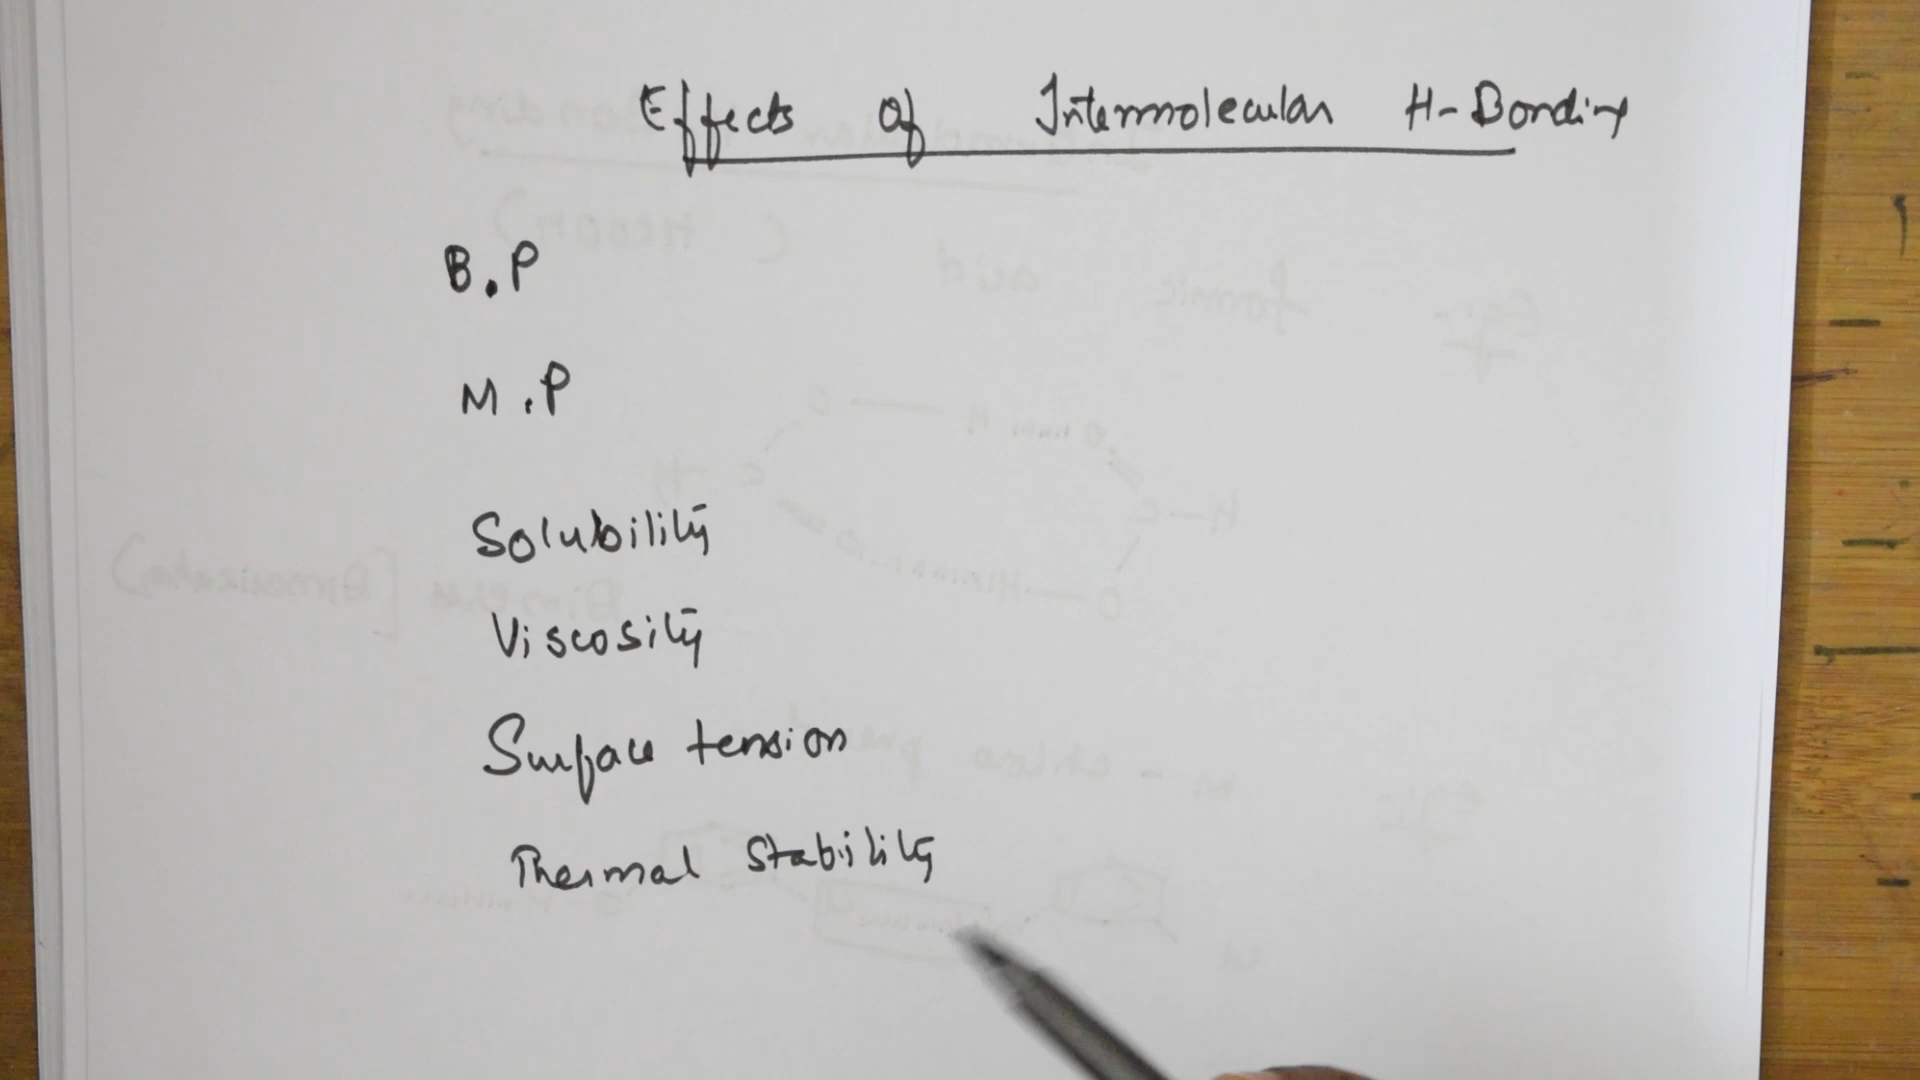 Effects Of Intermolecular H-Bonding
B.P
M.P
Solubility
Viscosity
Surface tension
Thermal Stability